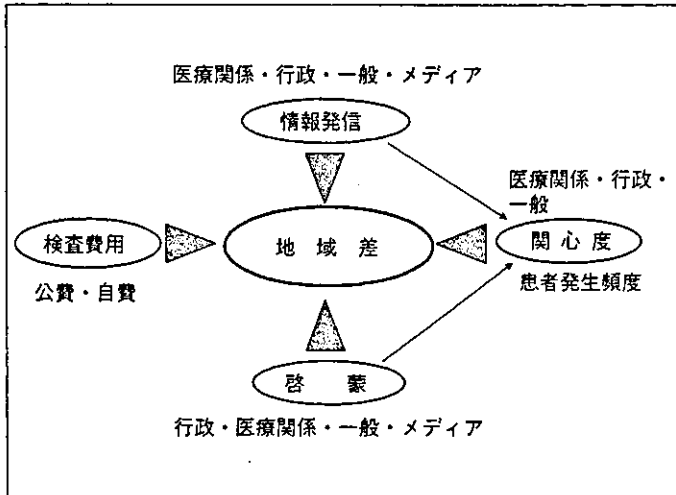 医療関係・行政・一般・メディア
情報発信
医療関係・行政・
一般
検査費用
地域差
関心度
公費・自費
患者発生頻度
啓蒙
行政・医療関係・一般・メディア